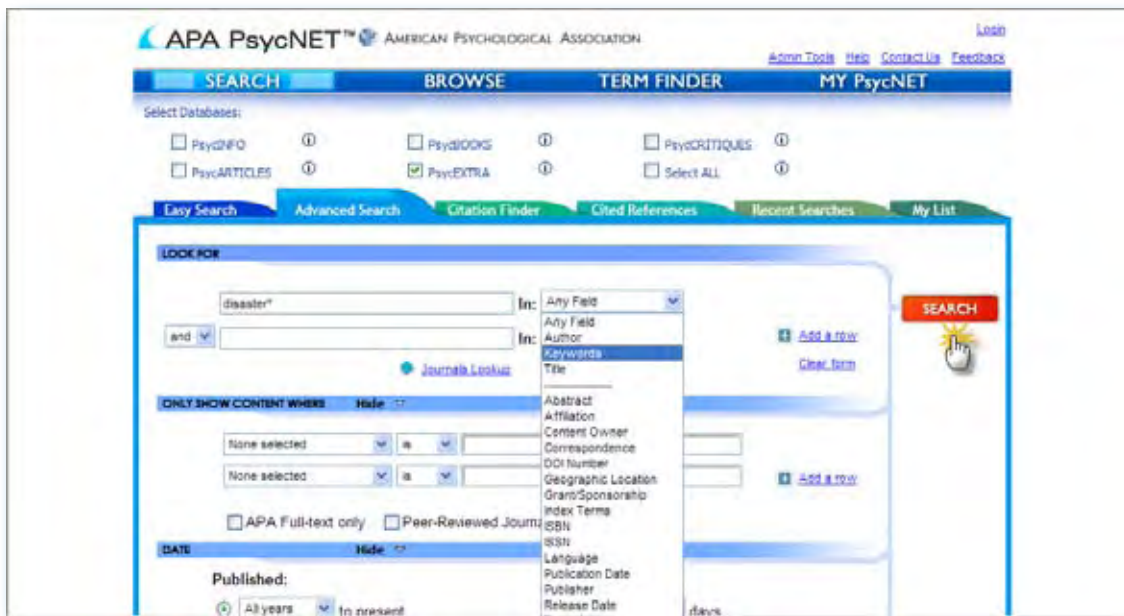 APA PsycNET™ AMERICAN PSYCHOLOGICAL ASSOCIATION
Login
Admin Tools Help Contact Us Feedback
SEARCH BROWSE TERM FINDER MY PsycNET
Select Databases:
PsycINFO PsycBOOKS PsycCRITIQUES
PsycARTICLES PsycEXTRA Select ALL
Easy Search Advanced Search Citation Finder Cited References Recent Searches My List
LOOK FOR
disaster* In: Any Field
SEARCH
Any Field
and In: Author Add a row
Keywords
Journals Lookup Title Clear form
ONLY SHOW CONTENT WHERE Hide
Abstract
Affiliation
Content Owner
None selected is Correspondence
DOI Number
None selected is Geographic Location Add a row
Grant/Sponsorship
Index Terms
APA Full-text only Peer-Reviewed Journ ISBN
ISSN
DATE Hide
Language
Publication Date
Published: Publisher
All years to present Release Date days